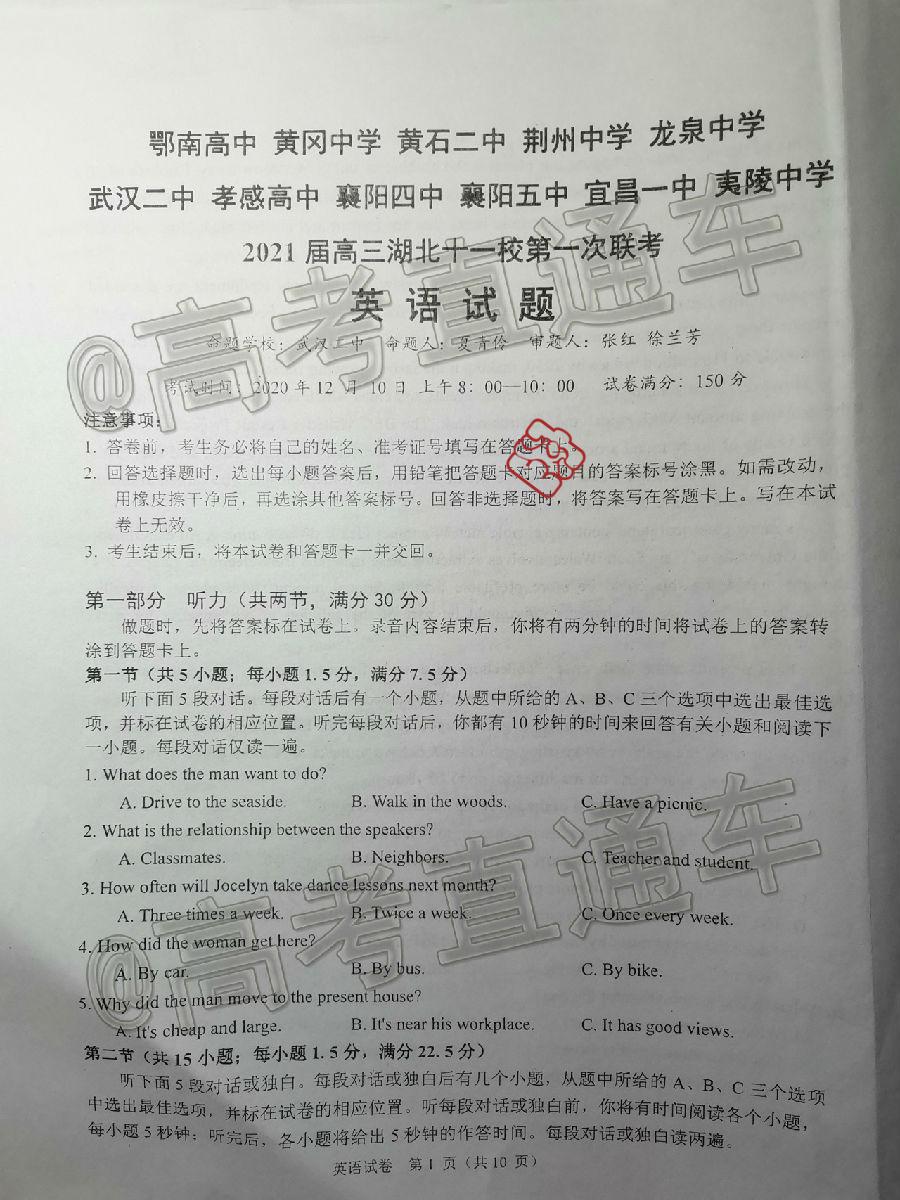 鄂南高中 黄冈中学 黄石二中 荆州中学 龙泉中学
武汉二中 孝感高中 襄阳四中 襄阳五中 宜昌一中 夷陵中学
2021届高三湖北十一校第一次联考
英 语 试 题
命题学校：武汉二中 命题人：夏青伶 审题人：张红 徐兰芳
考试时间：2020年12月10日上午8：00—10：00 试卷满分：150分
注意事项：
1. 答卷前，考生务必将自己的姓名、准考证号填写在答题卡上。
2. 回答选择题时，选出每小题答案后，用铅笔把答题卡对应题目的答案标号涂黑。如需改动，
用橡皮擦干净后，再选涂其他答案标号。回答非选择题时，将答案写在答题卡上。写在本试
卷上无效。
3. 考生结束后，将本试卷和答题卡一并交回。
第一部分 听力（共两节，满分30分）
做题时，先将答案标在试卷上。录音内容结束后，你将有两分钟的时间将试卷上的答案转
涂到答题卡上。
第一节（共5小题；每小题1.5分，满分7.5分）
听下面5段对话。每段对话后有一个小题，从题中所给的A、B、C三个选项中选出最佳选
项，并标在试卷的相应位置。听完每段对话后，你都有10秒钟的时间来回答有关小题和阅读下
一小题。每段对话仅读一遍。
1. What does the man want to do?
A. Drive to the seaside. B. Walk in the woods. C. Have a picnic.
2. What is the relationship between the speakers?
A. Classmates. B. Neighbors. C. Teacher and student.
3. How often will Jocelyn take dance lessons next month?
A. Three times a week. B. Twice a week. C. Once every week.
4. How did the woman get here?
A. By car. B. By bus. C. By bike.
5. Why did the man move to the present house?
A. It's cheap and large. B. It's near his workplace. C. It has good views.
第二节（共15小题；每小题1.5分，满分22.5分）
听下面5段对话或独白。每段对话或独白后有几个小题，从题中所给的A、B、C三个选项
中选出最佳选项，并标在试卷的相应位置。听每段对话或独白前，你将有时间阅读各个小题，
每小题5秒钟；听完后，各小题将给出5秒钟的作答时间。每段对话或独白读两遍。
英语试卷 第1页（共10页）
@高考直通车
@高考直通车